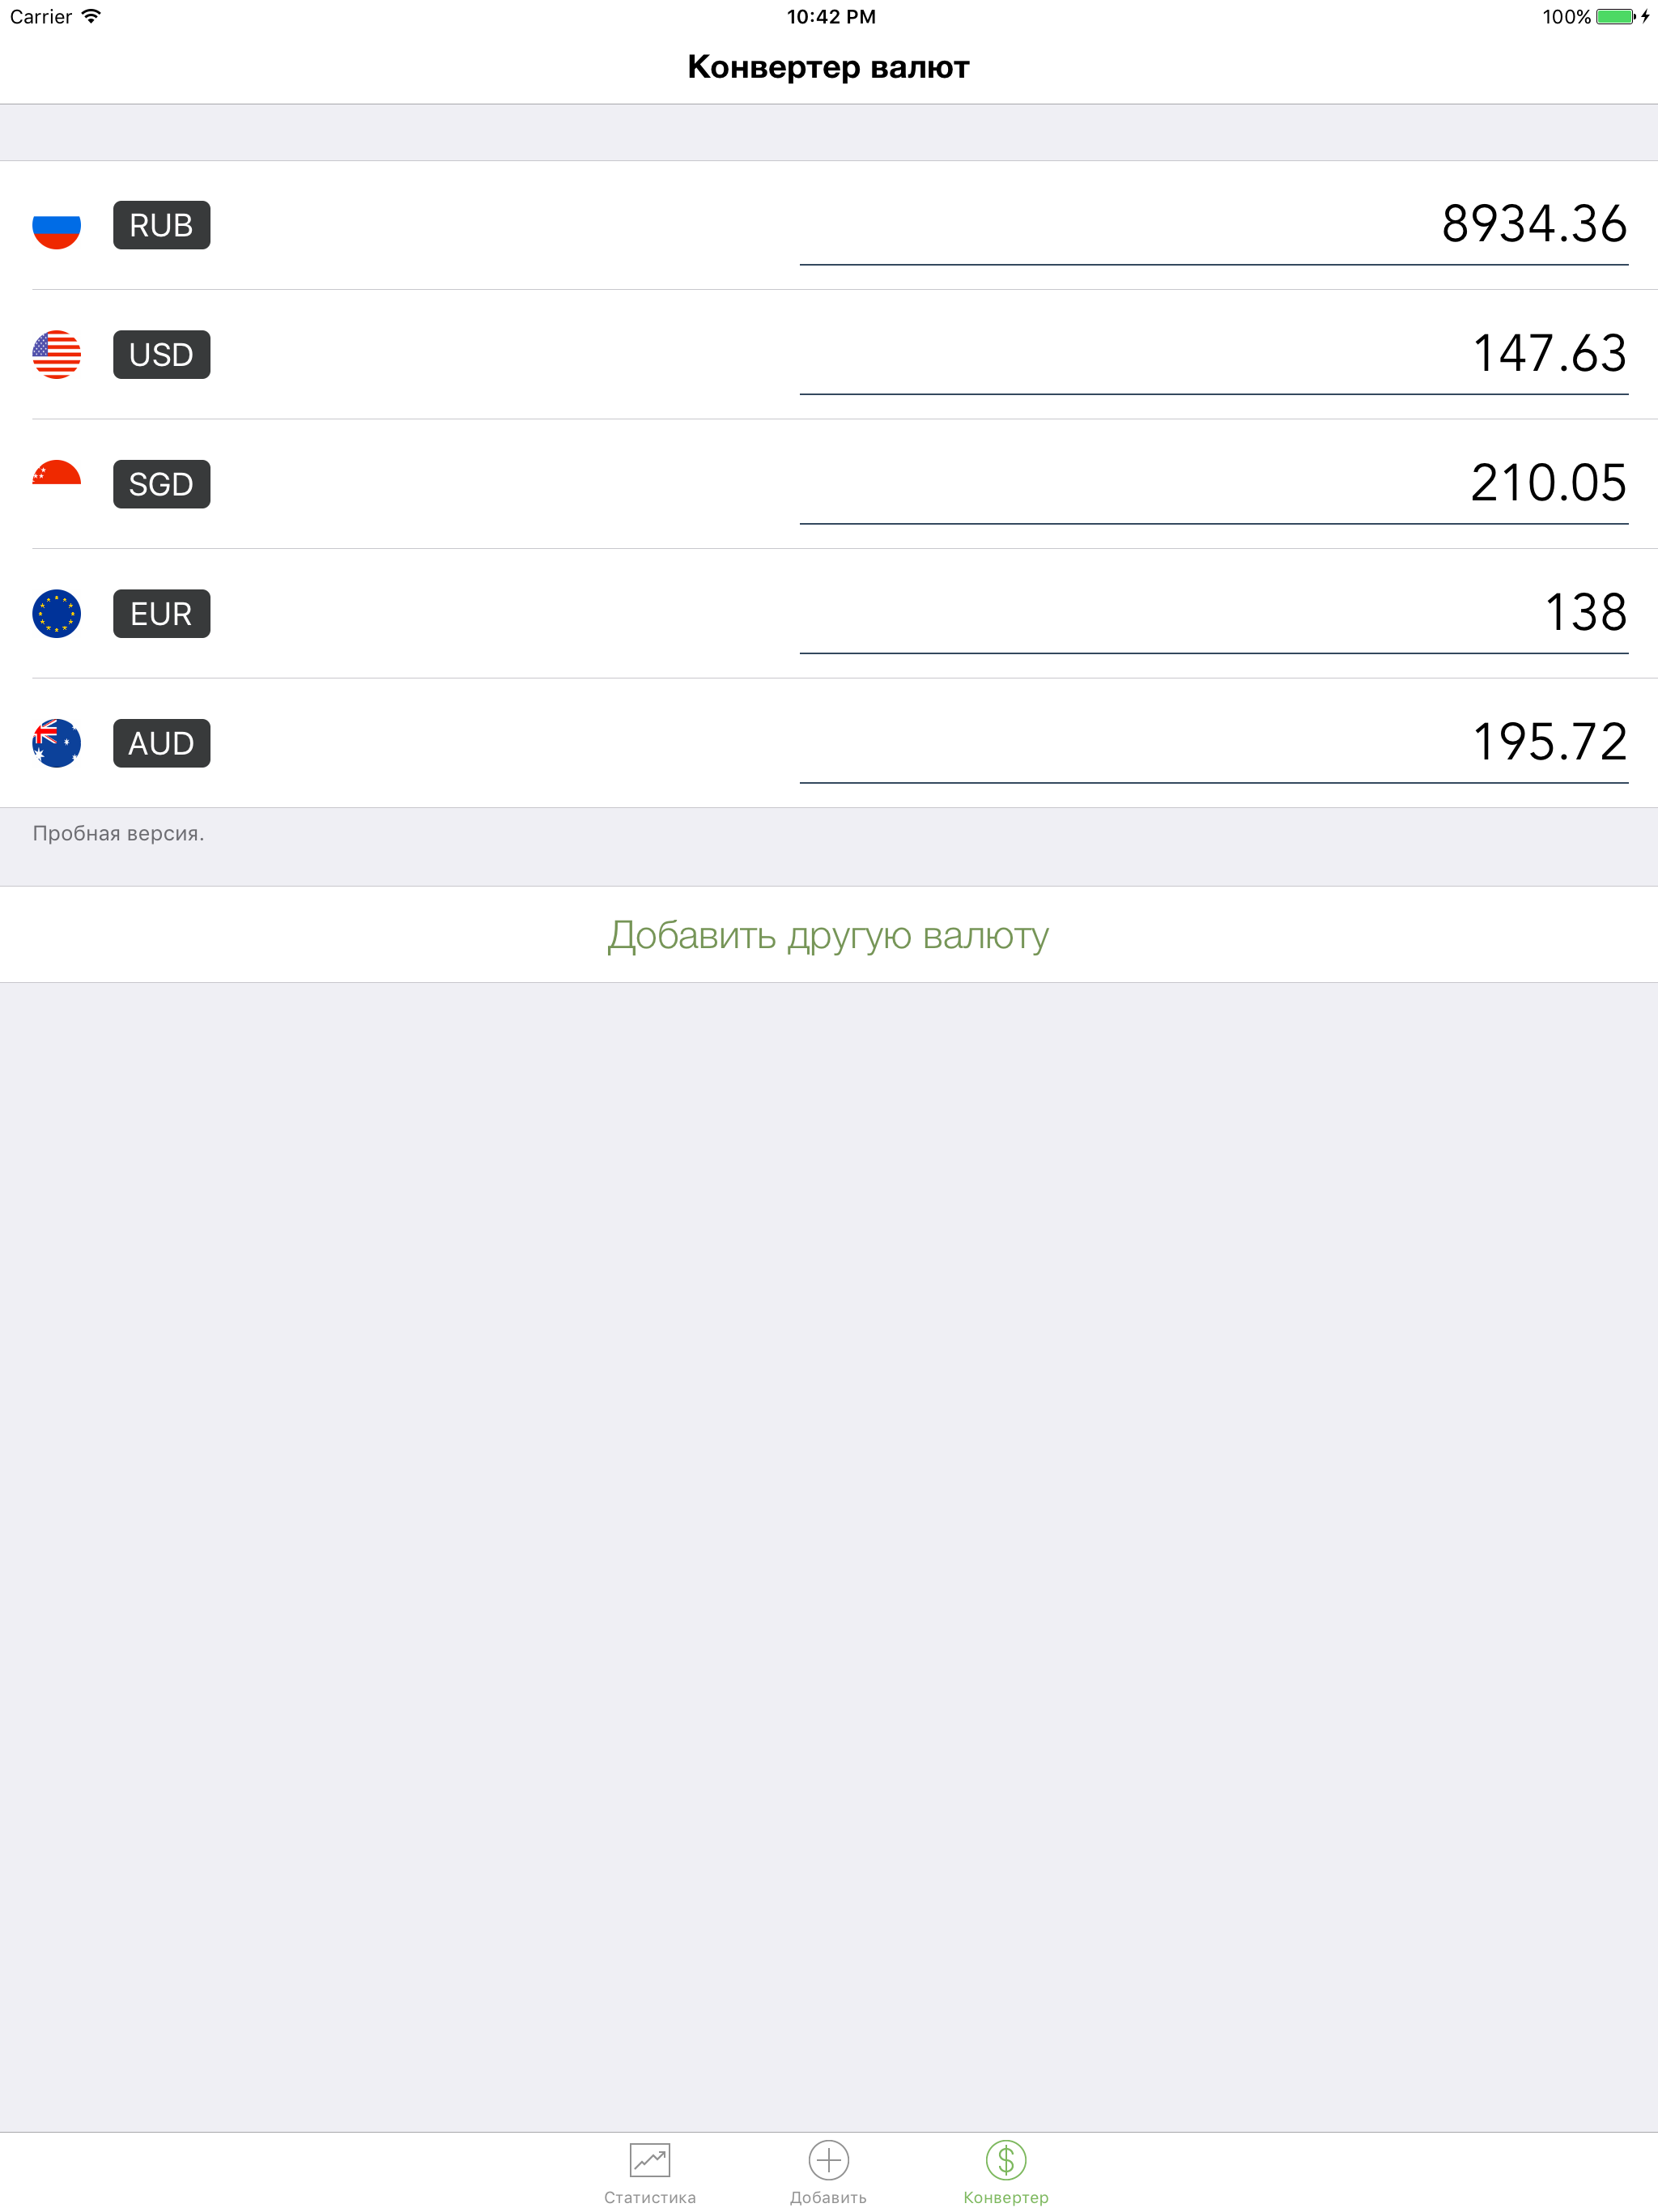 Carrier 10:42 PM 100%
Конвертер валют
RUB 8934.36
USD 147.63
SGD 210.05
EUR 138
AUD 195.72
Пробная версия.
Добавить другую валюту
Статистика Добавить Конвертер